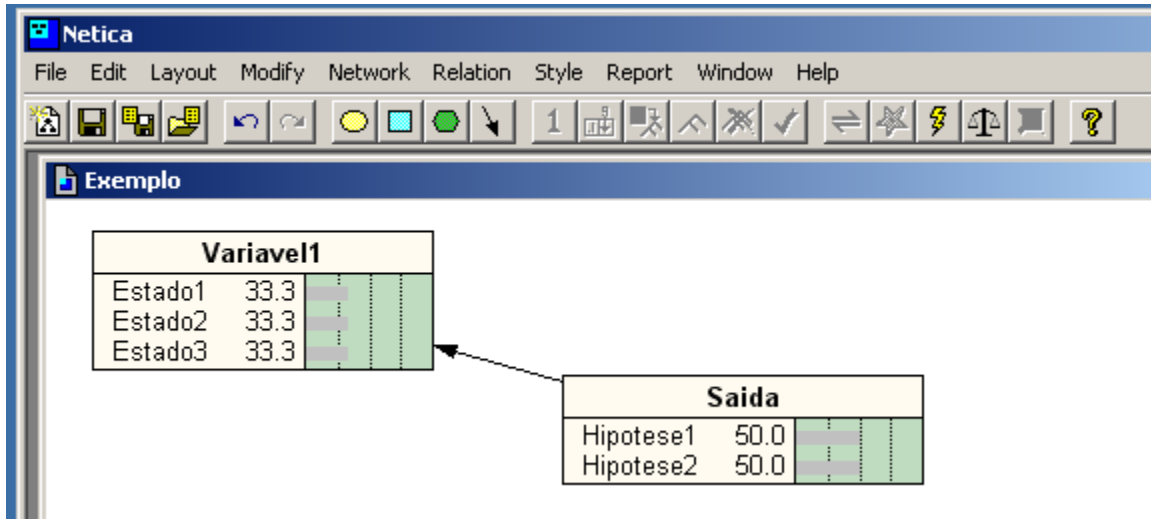 Netica
File Edit Layout Modify Network Relation Style Report Window Help
1 ?
Exemplo
Variavel1
Estado1 33.3
Estado2 33.3
Estado3 33.3
Saida
Hipotese1 50.0
Hipotese2 50.0